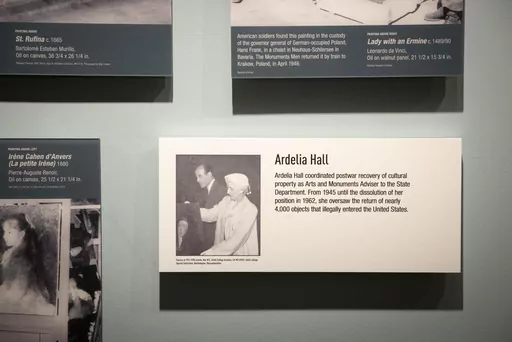 PAINTING ABOVE
St. Rufina c. 1665
Bartolomé Esteban Murillo,
Oil on canvas, 36 3/4 x 26 1/4 in.
American soldiers found this painting in the custody
of the governor general of German-occupied Poland,
Hans Frank, in a chalet in Neuhaus-Schliersee in
Bavaria. The Monuments Men returned it by train to
Krakow, Poland, in April 1946.
PAINTING ABOVE RIGHT
Lady with an Ermine c. 1489/90
Leonardo da Vinci,
Oil on walnut panel, 21 1/2 x 15 3/4 in.
PAINTING ABOVE LEFT
Irène Cahen d'Anvers
(La petite Irène) 1880
Pierre-Auguste Renoir,
Oil on canvas, 25 1/2 x 21 1/4 in.
Ardelia Hall
Ardelia Hall coordinated postwar recovery of cultural
property as Arts and Monuments Adviser to the State
Department. From 1945 until the dissolution of her
position in 1962, she oversaw the return of nearly
4,000 objects that illegally entered the United States.